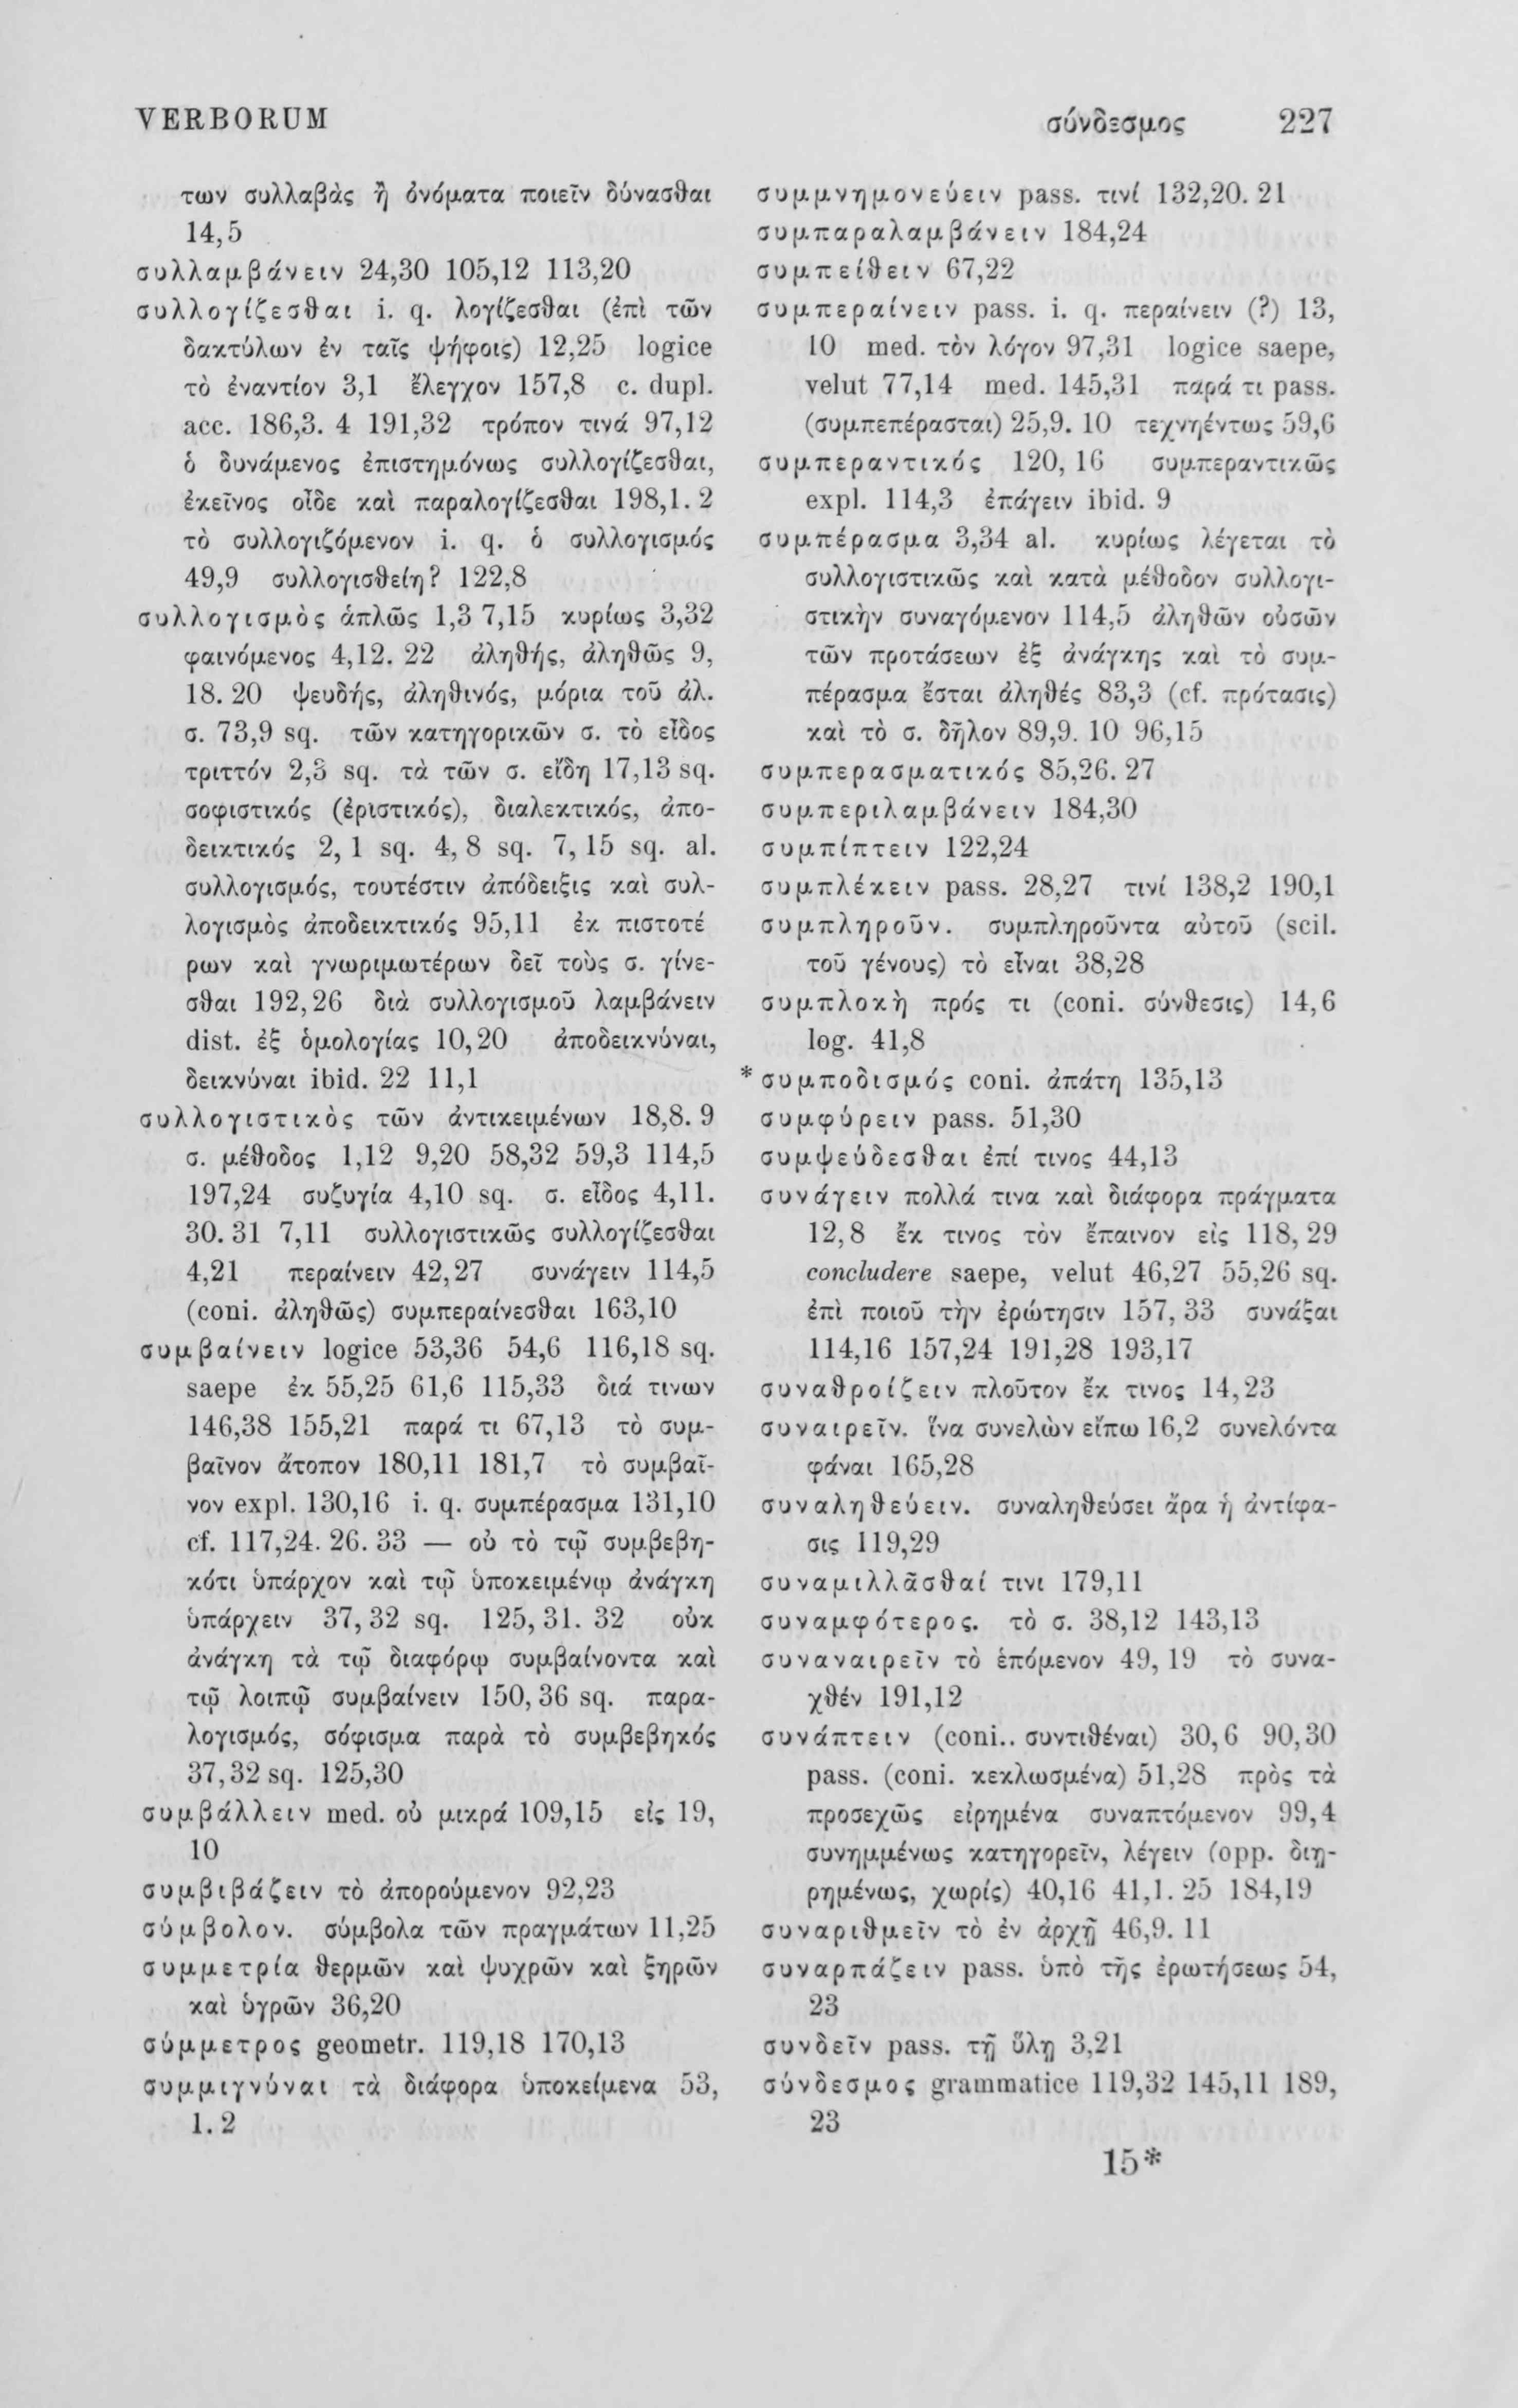 VERBORUM σύνδεσμος 227
των συλλαβὰς ἢ ὀνόματα ποιεῖν δύνασθαι
14,5
συλλαμβάνειν 24,30 105,12 113,20
συλλογίζεσθαι i. q. λογίζεσθαι (ἐπὶ τῶν
δακτύλων ἐν ταῖς ψήφοις) 12,25 logice
τὸ ἐναντίον 3,1 ἔλεγχον 157,8 c. dupl.
acc. 186,3. 4 191,32 τρόπον τινά 97,12
ὁ δυνάμενος ἐπιστημόνως συλλογίζεσθαι,
ἐκεῖνος οἶδε καὶ παραλογίζεσθαι 198,1. 2
τὸ συλλογιζόμενον i. q. ὁ συλλογισμός
49,9 συλλογισθείη? 122,8
συλλογισμὸς ἁπλῶς 1,3 7,15 κυρίως 3,32
φαινόμενος 4,12. 22 ἀληθής, ἀληθῶς 9,
18. 20 ψευδής, ἀληθινός, μόρια τοῦ ἀλ.
σ. 73,9 sq. τῶν κατηγορικῶν σ. τὸ εἶδος
τριττόν 2,3 sq. τὰ τῶν σ. εἴδη 17,13 sq.
σοφιστικός (ἐριστικός), διαλεκτικός, ἀπο-
δεικτικός 2, 1 sq. 4, 8 sq. 7, 15 sq. al.
συλλογισμός, τουτέστιν ἀπόδειξις καὶ συλ-
λογισμὸς ἀποδεικτικός 95,11 ἐκ πιστοτέ
ρων καὶ γνωριμωτέρων δεῖ τοὺς σ. γίνε-
σθαι 192,26 διὰ συλλογισμοῦ λαμβάνειν
dist. ἐξ ὁμολογίας 10,20 ἀποδεικνύναι,
δεικνύναι ibid. 22 11,1
συλλογιστικὸς τῶν ἀντικειμένων 18,8. 9
σ. μέθοδος 1,12 9,20 58,32 59,3 114,5
197,24 συζυγία 4,10 sq. σ. εἶδος 4,11.
30. 31 7,11 συλλογιστικῶς συλλογίζεσθαι
4,21 περαίνειν 42,27 συνάγειν 114,5
(coni. ἀληθῶς) συμπεραίνεσθαι 163,10
συμβαίνειν logice 53,36 54,6 116,18 sq.
saepe ἐκ 55,25 61,6 115,33 διά τινων
146,38 155,21 παρά τι 67,13 τὸ συμ-
βαῖνον ἄτοπον 180,11 181,7 τὸ συμβαῖ-
νον expl. 130,16 i. q. συμπέρασμα 131,10
cf. 117,24. 26. 33 — οὐ τὸ τῷ συμβεβη-
κότι ὑπάρχον καὶ τῷ ὑποκειμένῳ ἀνάγκη
ὑπάρχειν 37, 32 sq. 125, 31. 32 οὐκ
ἀνάγκη τὰ τῷ διαφόρῳ συμβαίνοντα καὶ
τῷ λοιπῷ συμβαίνειν 150, 36 sq. παρα-
λογισμός, σόφισμα παρὰ τὸ συμβεβηκός
37,32 sq. 125,30
συμβάλλειν med. οὐ μικρά 109,15 εἰς 19,
10
συμβιβάζειν τὸ ἀπορούμενον 92,23
σύμβολον. σύμβολα τῶν πραγμάτων 11,25
συμμετρία θερμῶν καὶ ψυχρῶν καὶ ξηρῶν
καὶ ὑγρῶν 36,20
σύμμετρος geometr. 119,18 170,13
συμμιγνύναι τὰ διάφορα ὑποκείμενα 53,
1. 2
συμμνημονεύειν pass. τινί 132,20. 21
συμπαραλαμβάνειν 184,24
συμπείθειν 67,22
συμπεραίνειν pass. i. q. περαίνειν (?) 13,
10 med. τὸν λόγον 97,31 logice saepe,
velut 77,14 med. 145,31 παρά τι pass.
(συμπεπέρασται) 25,9. 10 τεχνηέντως 59,6
συμπεραντικός 120, 16 συμπεραντικῶς
expl. 114,3 ἐπάγειν ibid. 9
συμπέρασμα 3,34 al. κυρίως λέγεται τὸ
συλλογιστικῶς καὶ κατὰ μέθοδον συλλογι-
στικὴν συναγόμενον 114,5 ἀληθῶν οὐσῶν
τῶν προτάσεων ἐξ ἀνάγκης καὶ τὸ συμ-
πέρασμα ἔσται ἀληθές 83,3 (cf. πρότασις)
καὶ τὸ σ. δῆλον 89,9. 10 96,15
συμπερασματικός 85,26. 27
συμπεριλαμβάνειν 184,30
συμπίπτειν 122,24
συμπλέκειν pass. 28,27 τινί 138,2 190,1
συμπληροῦν. συμπληροῦντα αὐτοῦ (scil.
τοῦ γένους) τὸ εἶναι 38,28
συμπλοκὴ πρός τι (coni. σύνθεσις) 14,6
log. 41,8
* συμποδισμός coni. ἀπάτη 135,13
συμφύρειν pass. 51,30
συμψεύδεσθαι ἐπί τινος 44,13
συνάγειν πολλά τινα καὶ διάφορα πράγματα
12,8 ἔκ τινος τὸν ἔπαινον εἰς 118, 29
concludere saepe, velut 46,27 55,26 sq.
ἐπὶ ποιοῦ τὴν ἐρώτησιν 157, 33 συνάξαι
114,16 157,24 191,28 193,17
συναθροίζειν πλοῦτον ἔκ τινος 14,23
συναιρεῖν. ἵνα συνελὼν εἴπω 16,2 συνελόντα
φάναι 165,28
συναληθεύειν. συναληθεύσει ἄρα ἡ ἀντίφα-
σις 119,29
συναμιλλᾶσθαί τινι 179,11
συναμφότερος. τὸ σ. 38,12 143,13
συναναιρεῖν τὸ ἑπόμενον 49, 19 τὸ συνα-
χθέν 191,12
συνάπτειν (coni.. συντιθέναι) 30,6 90,30
pass. (coni. κεκλωσμένα) 51,28 πρὸς τὰ
προσεχῶς εἰρημένα συναπτόμενον 99,4
συνημμένως κατηγορεῖν, λέγειν (opp. διῃ-
ρημένως, χωρίς) 40,16 41,1. 25 184,19
συναριθμεῖν τὸ ἐν ἀρχῇ 46,9. 11
συναρπάζειν pass. ὑπὸ τῆς ἐρωτήσεως 54,
23
συνδεῖν pass. τῇ ὕλῃ 3,21
σύνδεσμος grammatice 119,32 145,11 189,
23
15*